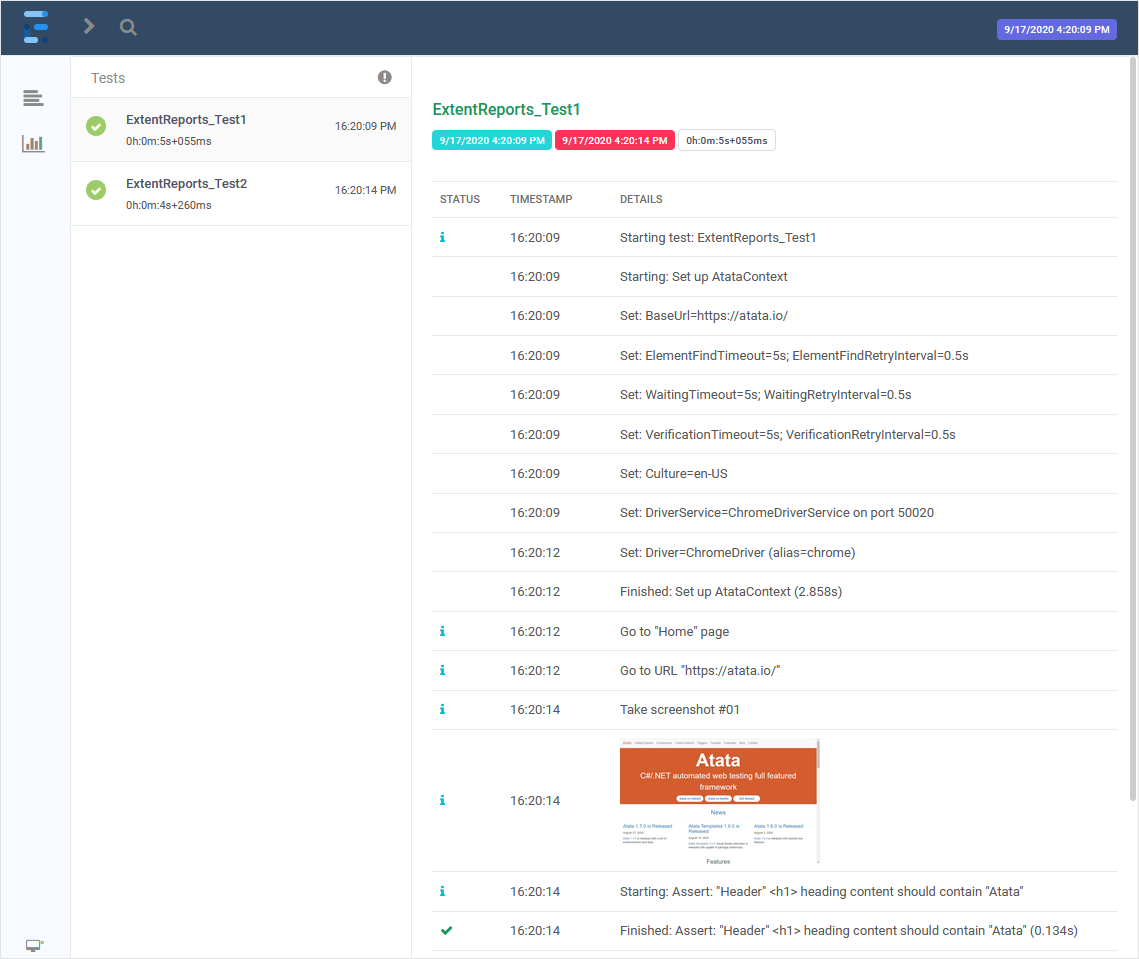 9/17/2020 4:20:09 PM
Tests
ExtentReports_Test1
16:20:09 PM
0h:0m:5s+055ms
ExtentReports_Test2
16:20:14 PM
0h:0m:4s+260ms
ExtentReports_Test1
9/17/2020 4:20:09 PM 9/17/2020 4:20:14 PM 0h:0m:5s+055ms
STATUS TIMESTAMP DETAILS
16:20:09 Starting test: ExtentReports_Test1
16:20:09 Starting: Set up AtataContext
16:20:09 Set: BaseUrl=https://atata.io/
16:20:09 Set: ElementFindTimeout=5s; ElementFindRetryInterval=0.5s
16:20:09 Set: WaitingTimeout=5s; WaitingRetryInterval=0.5s
16:20:09 Set: VerificationTimeout=5s; VerificationRetryInterval=0.5s
16:20:09 Set: Culture=en-US
16:20:09 Set: DriverService=ChromeDriverService on port 50020
16:20:12 Set: Driver=ChromeDriver (alias=chrome)
16:20:12 Finished: Set up AtataContext (2.858s)
16:20:12 Go to "Home" page
16:20:12 Go to URL "https://atata.io/"
16:20:14 Take screenshot #01
16:20:14
Atata
C#/.NET automated web testing full featured
framework
News
Atata 1.7.0 is Released
Atata Templates 1.6.0 is
Released
Atata 1.6.0 is Released
Features
16:20:14 Starting: Assert: "Header" <h1> heading content should contain "Atata"
16:20:14 Finished: Assert: "Header" <h1> heading content should contain "Atata" (0.134s)